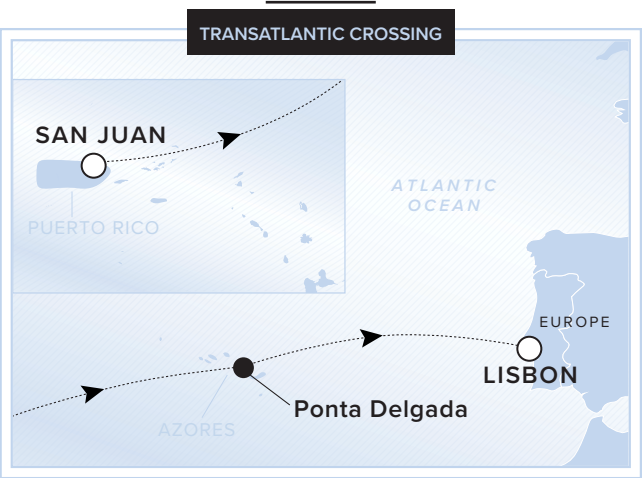 TRANSATLANTIC CROSSING
SAN JUAN
PUERTO RICO
ATLANTIC
OCEAN
EUROPE
LISBON
Ponta Delgada
AZORES